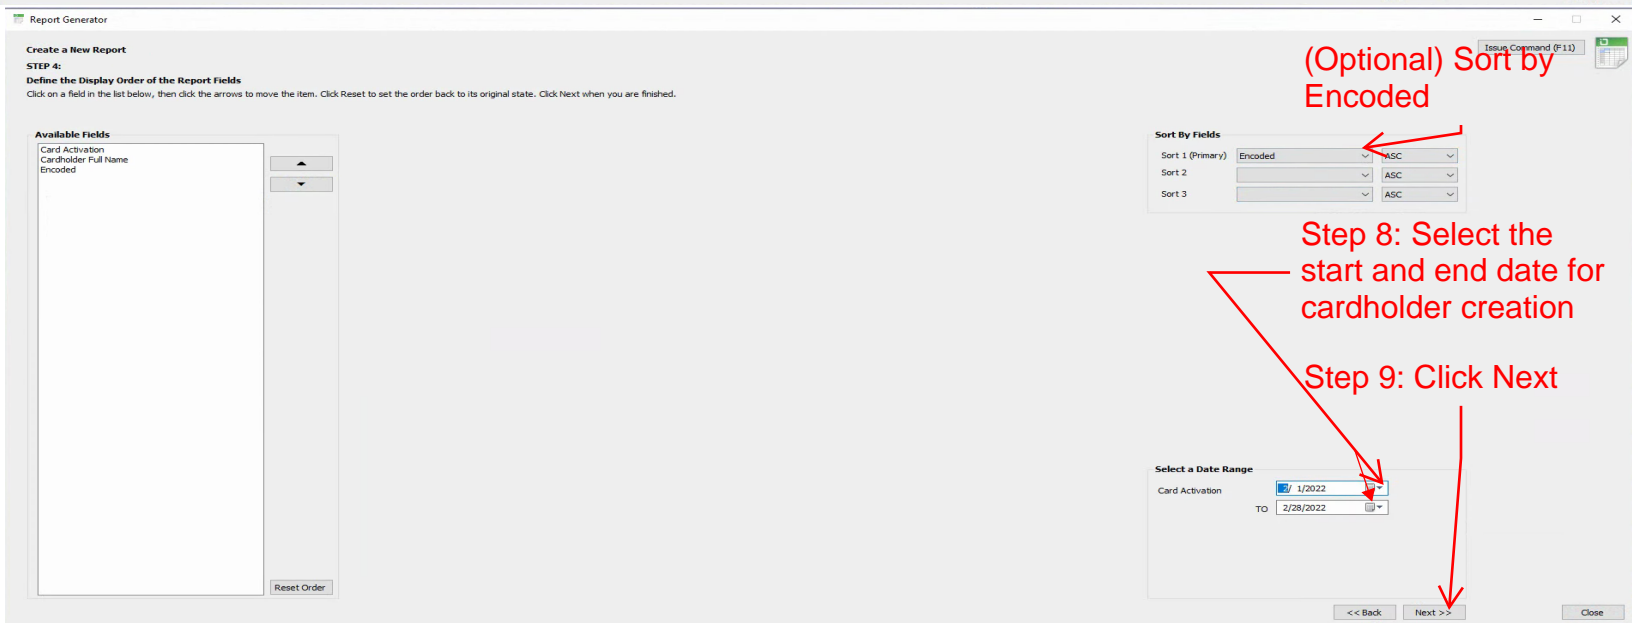 Report Generator
Create a New Report
Issue Command (F11)
STEP 4:
Define the Display Order of the Report Fields
Click on a field in the list below, then click the arrows to move the item. Click Reset to set the order back to its original state. Click Next when you are finished.
(Optional) Sort by
Encoded
Available Fields
Card Activation
Cardholder Full Name
Encoded
Reset Order
Sort By Fields
Sort 1 (Primary) Encoded ASC
Sort 2 ASC
Sort 3 ASC
Step 8: Select the
start and end date for
cardholder creation
Step 9: Click Next
Select a Date Range
Card Activation 2/ 1/2022
TO 2/28/2022
<< Back Next >> Close